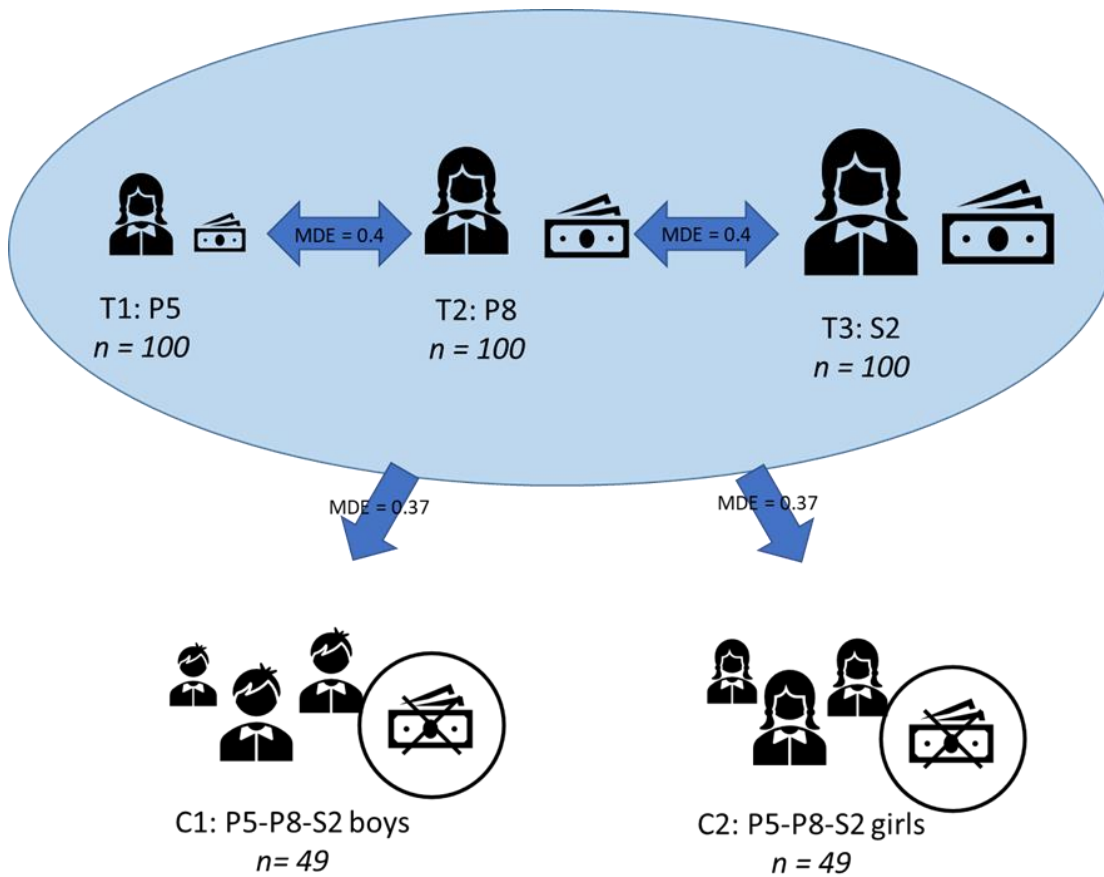 MDE = 0.4
MDE = 0.4
T1: P5
n = 100
T2: P8
n = 100
T3: S2
n = 100
MDE = 0.37
MDE = 0.37
C1: P5-P8-S2 boys
n= 49
C2: P5-P8-S2 girls
n = 49